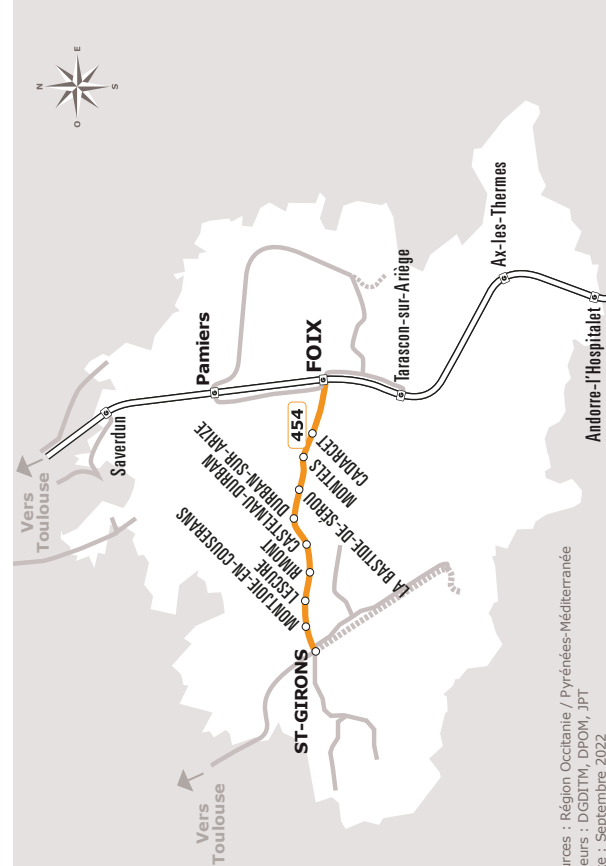 N
E
S
O
Vers
Toulouse
Vers
Toulouse
Saverdun
Pamiers
FOIX
Tarascon-sur-Ariège
Ax-les-Thermes
Andorre-l'Hospitalet
454
ST-GIRONS
MONTJOIE-EN-COUSERANS
LESCURE
RIMONT
CASTELNAU-DURBAN
DURBAN-SUR-ARIZE
LA BASTIDE-DE-SÉROU
MONTELS
CADARCET
: Région Occitanie / Pyrénées-Méditerranée
: DGDITM, DPOM, JPT
: Septembre 2022